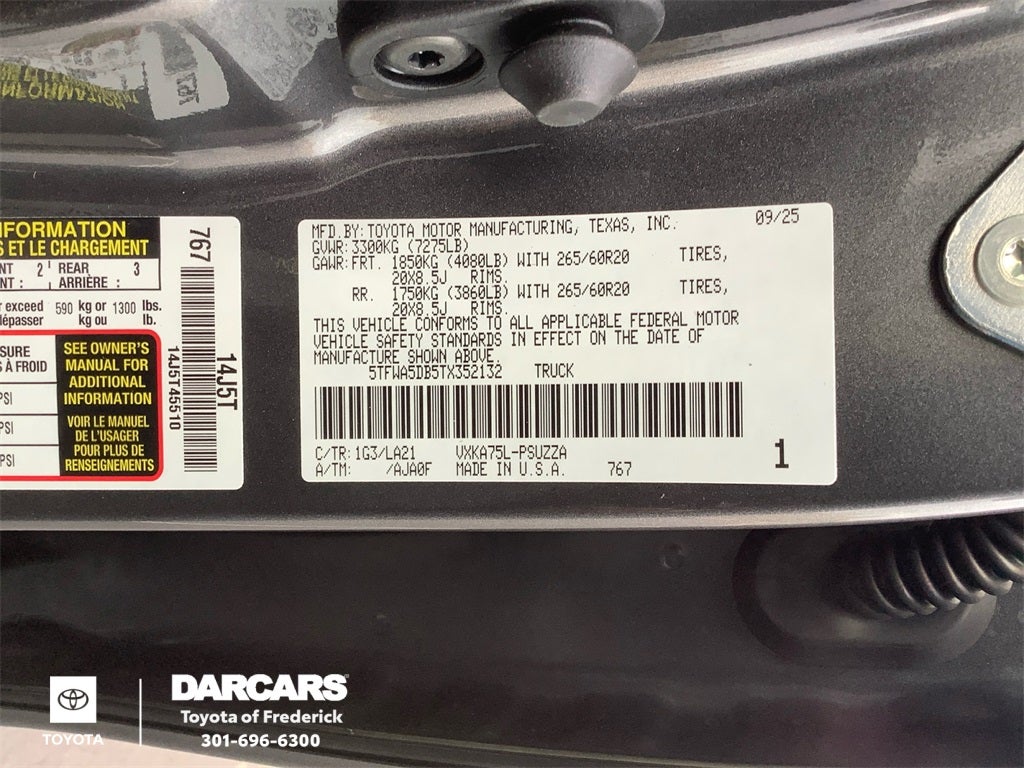 NFORMATION
S ET LE CHARGEMENT
NT 2 REAR 3
NT : ARRIÈRE :
r exceed 590 kg or 1300 lbs.
dépasser kg ou lb.
SURE
À FROID
PSI
PSI
PSI
SEE OWNER'S
MANUAL FOR
ADDITIONAL
INFORMATION
VOIR LE MANUEL
DE L'USAGER
POUR PLUS DE
RENSEIGNEMENTS
767
14J5T45510
14J5T
MFD.BY:TOYOTA MOTOR MANUFACTURING, TEXAS, INC. 09/25
GVWR:3300KG (7275LB)
GAWR:FRT. 1850KG (4080LB) WITH 265/60R20 TIRES,
20X8.5J RIMS.
RR. 1750KG (3860LB) WITH 265/60R20 TIRES,
20X8.5J RIMS.
THIS VEHICLE CONFORMS TO ALL APPLICABLE FEDERAL MOTOR
VEHICLE SAFETY STANDARDS IN EFFECT ON THE DATE OF
MANUFACTURE SHOWN ABOVE.
5TFWA5DB5TX352132 TRUCK
C/TR: 1G3/LA21 VXKA75L-PSUZZA
A/TM: /AJA0F MADE IN U.S.A. 767
1
TOYOTA
DARCARS
Toyota of Frederick
301-696-6300